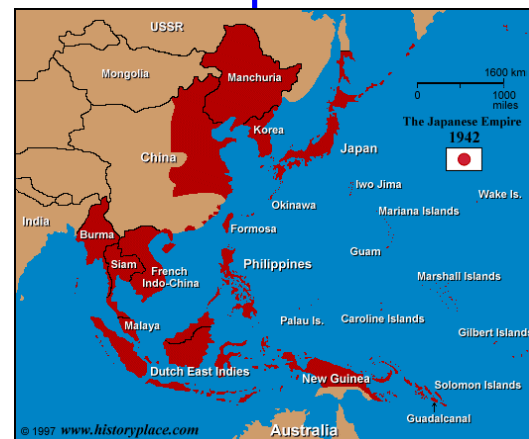 USSR
Mongolia
Manchuria
1600 km
0
1000
miles
The Japanese Empire
1942
Korea
Japan
China
Iwo Jima
Wake Is.
Okinawa
Mariana Islands
India
Formosa
Burma
Guam
Siam
Philippines
French
Indo-China
Marshall Islands
Malaya
Palau Is.
Caroline Islands
Gilbert Islands
Dutch East Indies
New Guinea
Solomon Islands
Guadalcanal
© 1997 www.historyplace.com
Australia